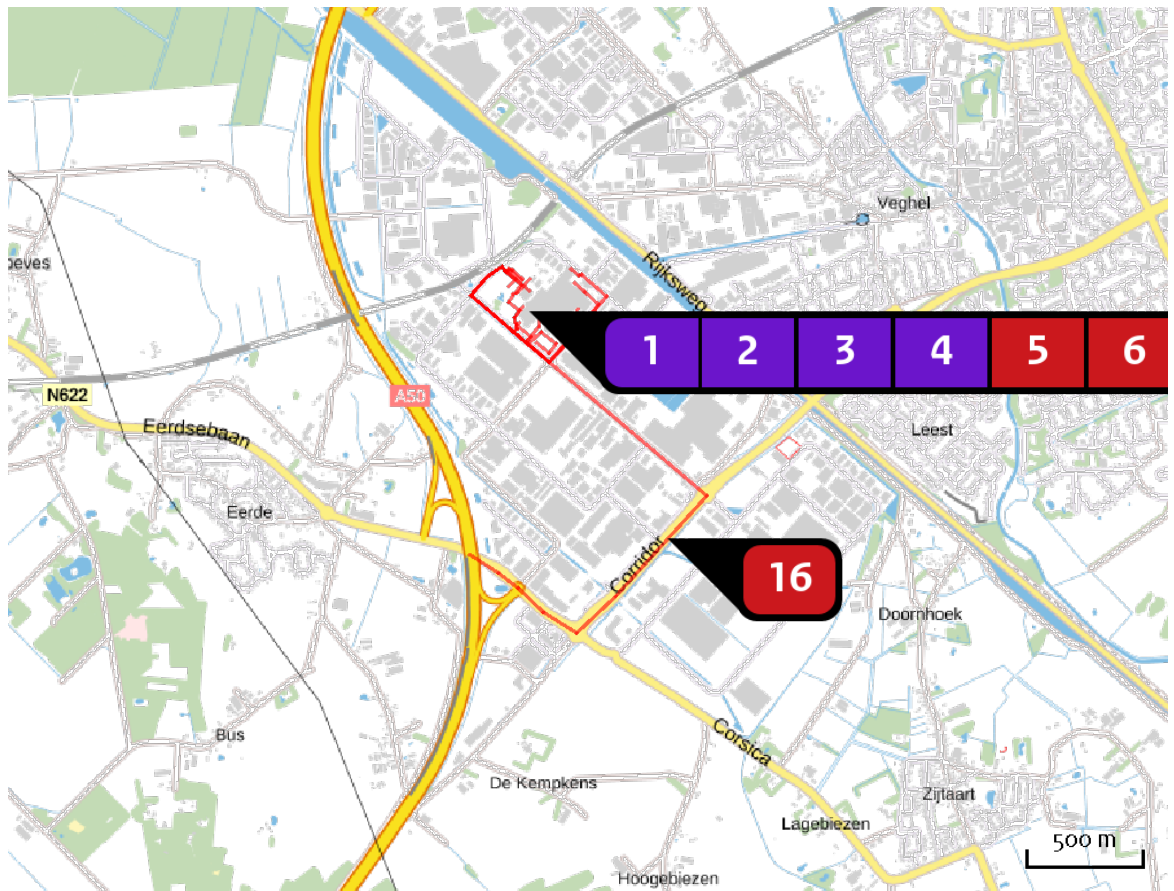 Veghel
oeves
Rijksweg
1 2 3 4 5 6
N622
A50
Eerdsebaan
Leest
Eerde
Corridor
16
Doornhoek
Bus
Corsica
De Kempkens
Zijtaart
Lagebiezen
500 m
Hoogebiezen